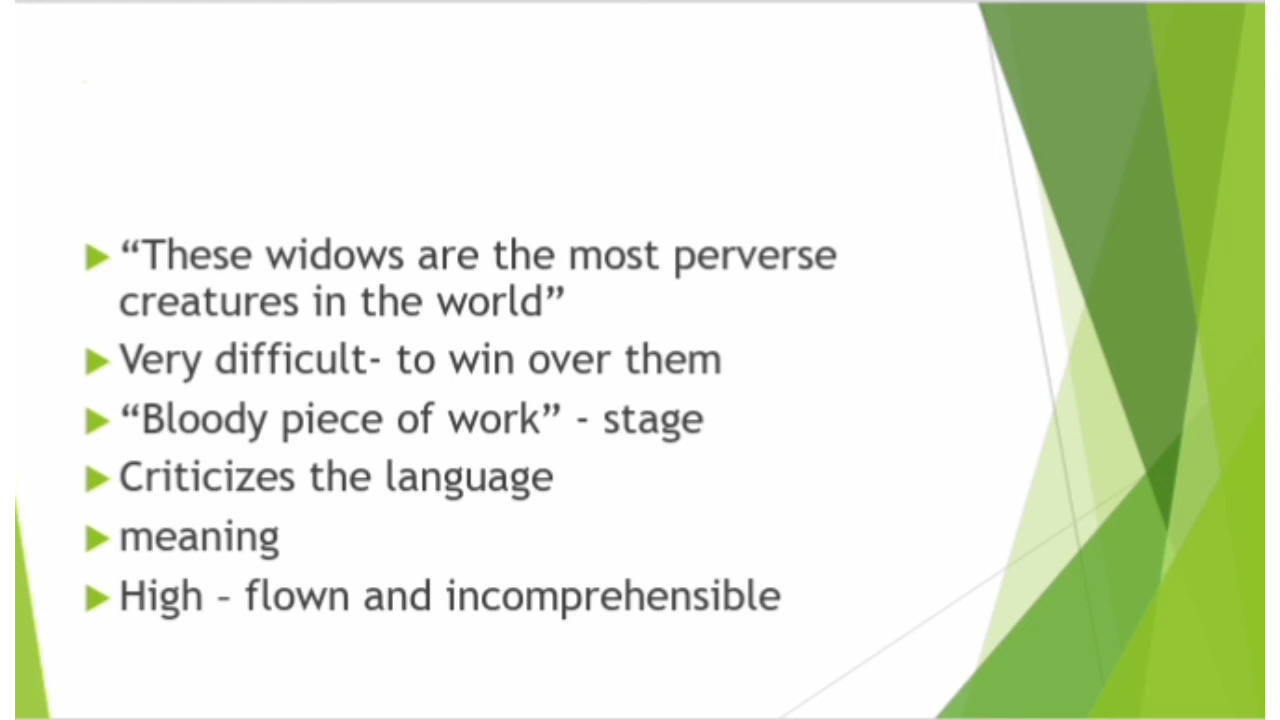 “These widows are the most perverse
creatures in the world”
Very difficult- to win over them
“Bloody piece of work” - stage
Criticizes the language
meaning
High – flown and incomprehensible